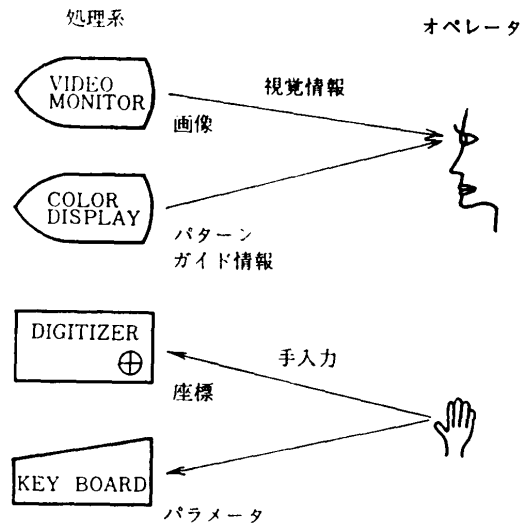 処理系
オペレータ
VIDEO
MONITOR
視覚情報
画像
COLOR
DISPLAY
パターン
ガイド情報
DIGITIZER
手入力
座標
KEY BOARD
パラメータ